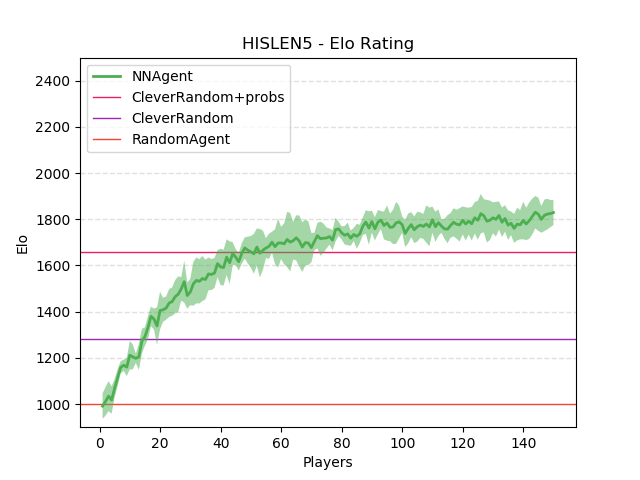 HISLEN5 - Elo Rating
NNAgent
CleverRandom+probs
CleverRandom
RandomAgent
Elo
2400
2200
2000
1800
1600
1400
1200
1000
0 20 40 60 80 100 120 140
Players